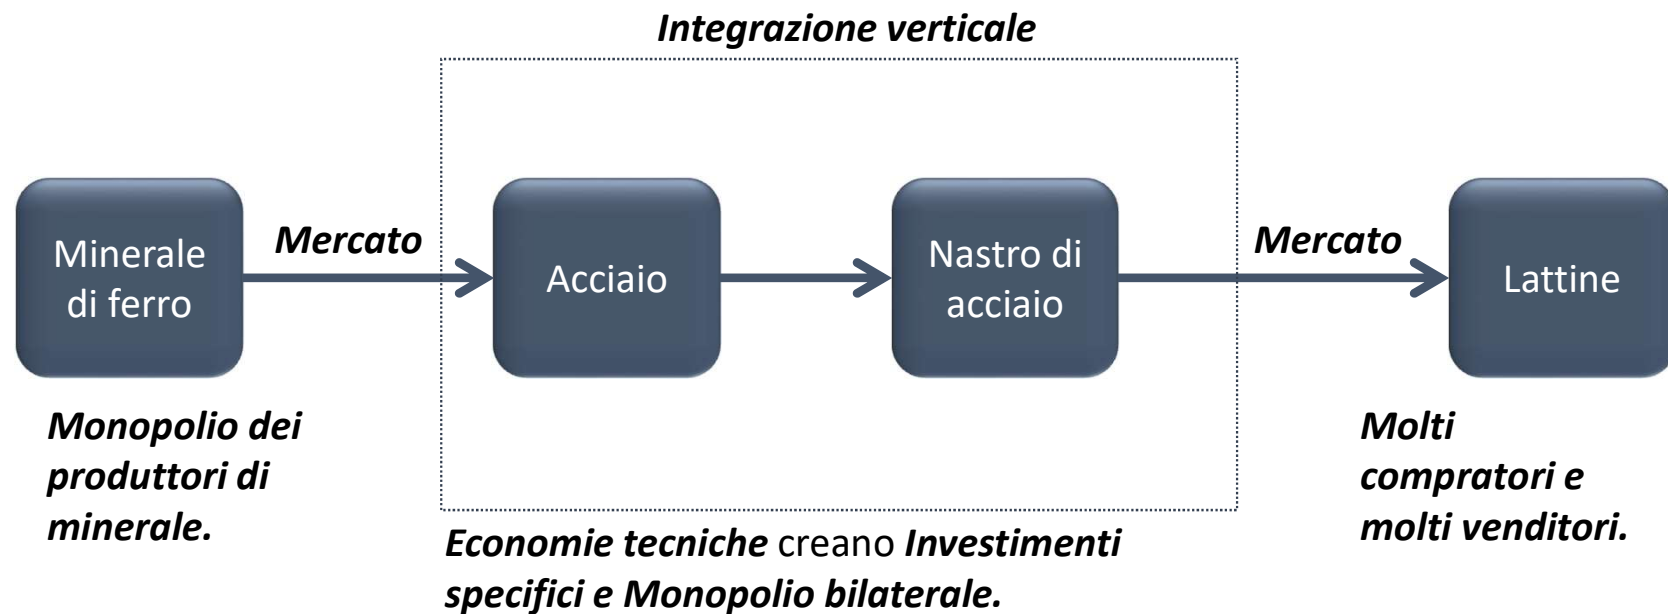 Integrazione verticale
Minerale
di ferro
Mercato
Acciaio
Nastro di
acciaio
Mercato
Lattine
Monopolio dei
produttori di
minerale.
Economie tecniche creano Investimenti
specifici e Monopolio bilaterale.
Molti
compratori e
molti venditori.